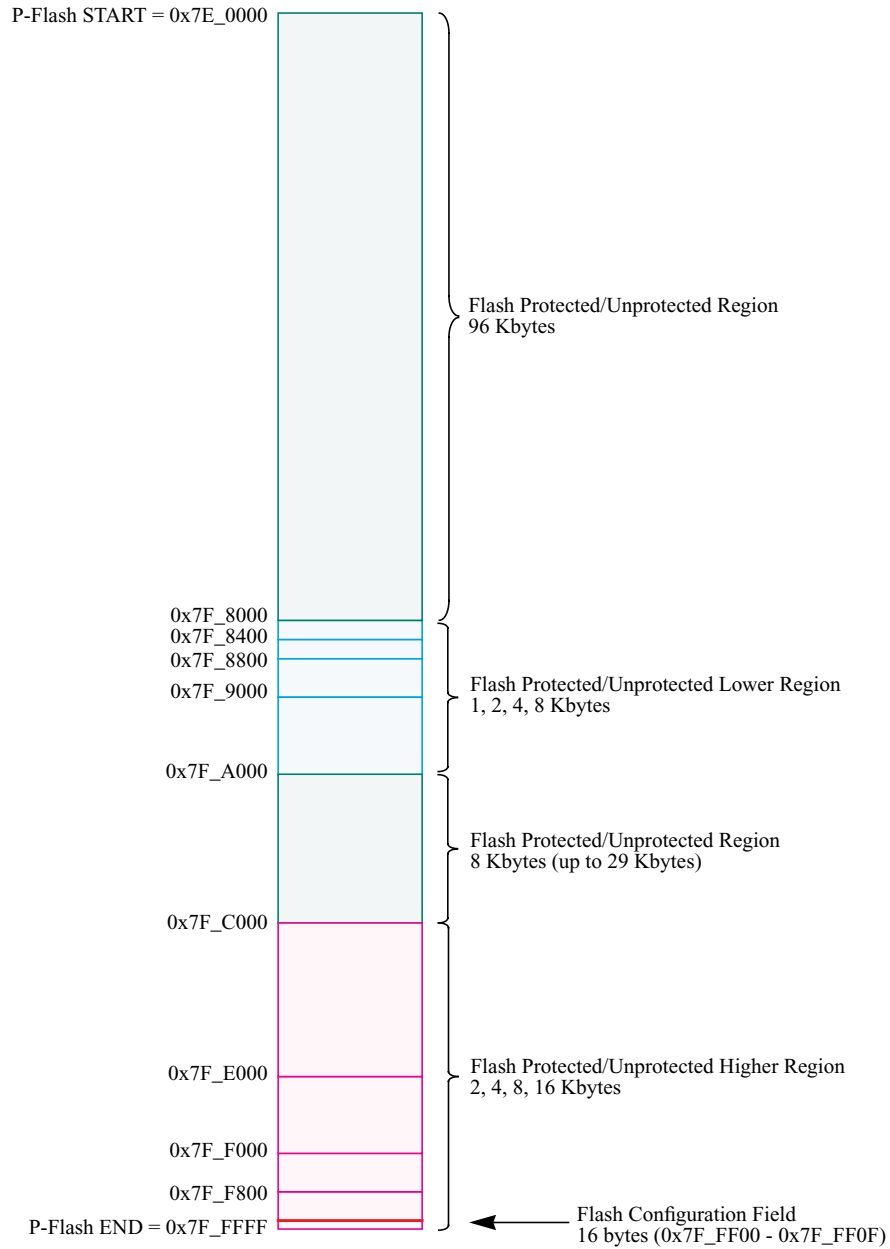 P-Flash START = 0x7E_0000
Flash Protected/Unprotected Region
96 Kbytes
0x7F_8000
0x7F_8400
0x7F_8800
0x7F_9000
Flash Protected/Unprotected Lower Region
1, 2, 4, 8 Kbytes
0x7F_A000
Flash Protected/Unprotected Region
8 Kbytes (up to 29 Kbytes)
0x7F_C000
Flash Protected/Unprotected Higher Region
2, 4, 8, 16 Kbytes
0x7F_E000
0x7F_F000
0x7F_F800
P-Flash END = 0x7F_FFFF
Flash Configuration Field
16 bytes (0x7F_FF00 - 0x7F_FF0F)